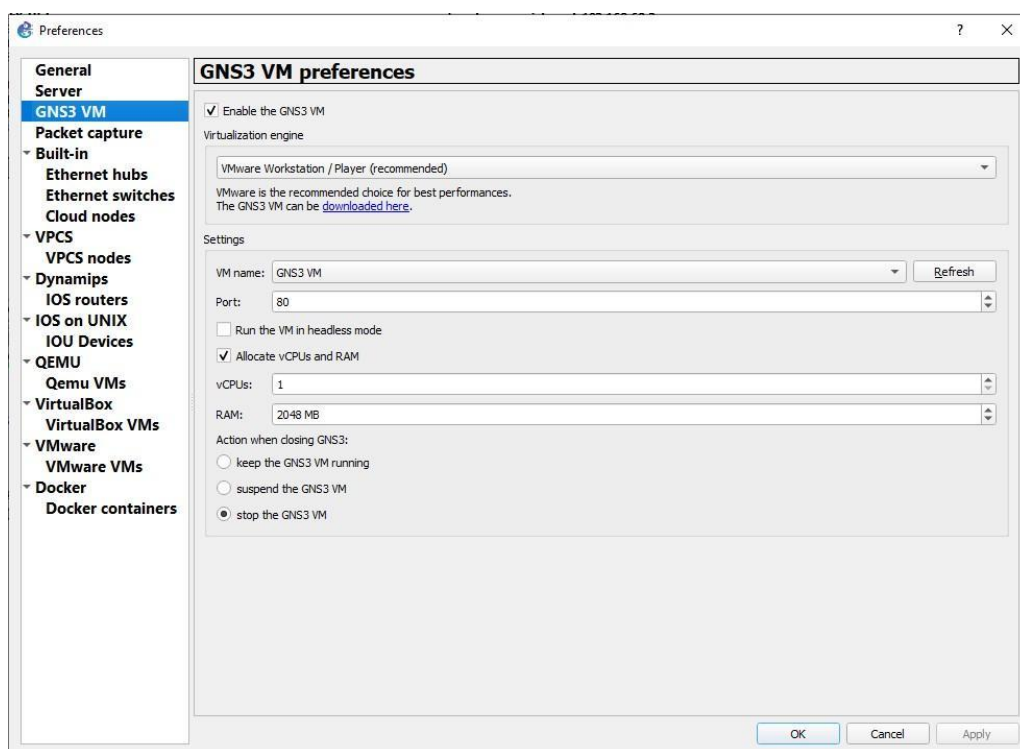 Preferences
General
Server
GNS3 VM
Packet capture
Built-in
Ethernet hubs
Ethernet switches
Cloud nodes
VPCS
VPCS nodes
Dynamips
IOS routers
IOS on UNIX
IOU Devices
QEMU
Qemu VMs
VirtualBox
VirtualBox VMs
VMware
VMware VMs
Docker
Docker containers
GNS3 VM preferences
Enable the GNS3 VM
Virtualization engine
VMware Workstation / Player (recommended)
VMware is the recommended choice for best performances.
The GNS3 VM can be downloaded here.
Settings
VM name: GNS3 VM Refresh
Port: 80
Run the VM in headless mode
Allocate vCPUs and RAM
vCPUs: 1
RAM: 2048 MB
Action when closing GNS3:
keep the GNS3 VM running
suspend the GNS3 VM
stop the GNS3 VM
OK Cancel Apply